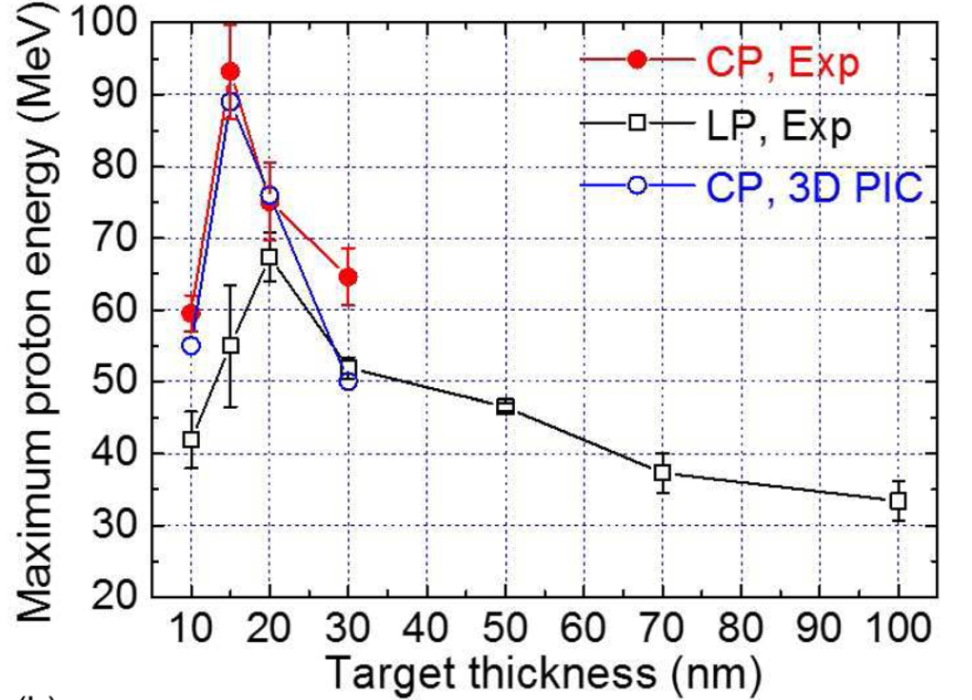 Maximum proton energy (MeV)
100
90
80
70
60
50
40
30
20
CP, Exp
LP, Exp
CP, 3D PIC
10 20 30 40 50 60 70 80 90 100
Target thickness (nm)